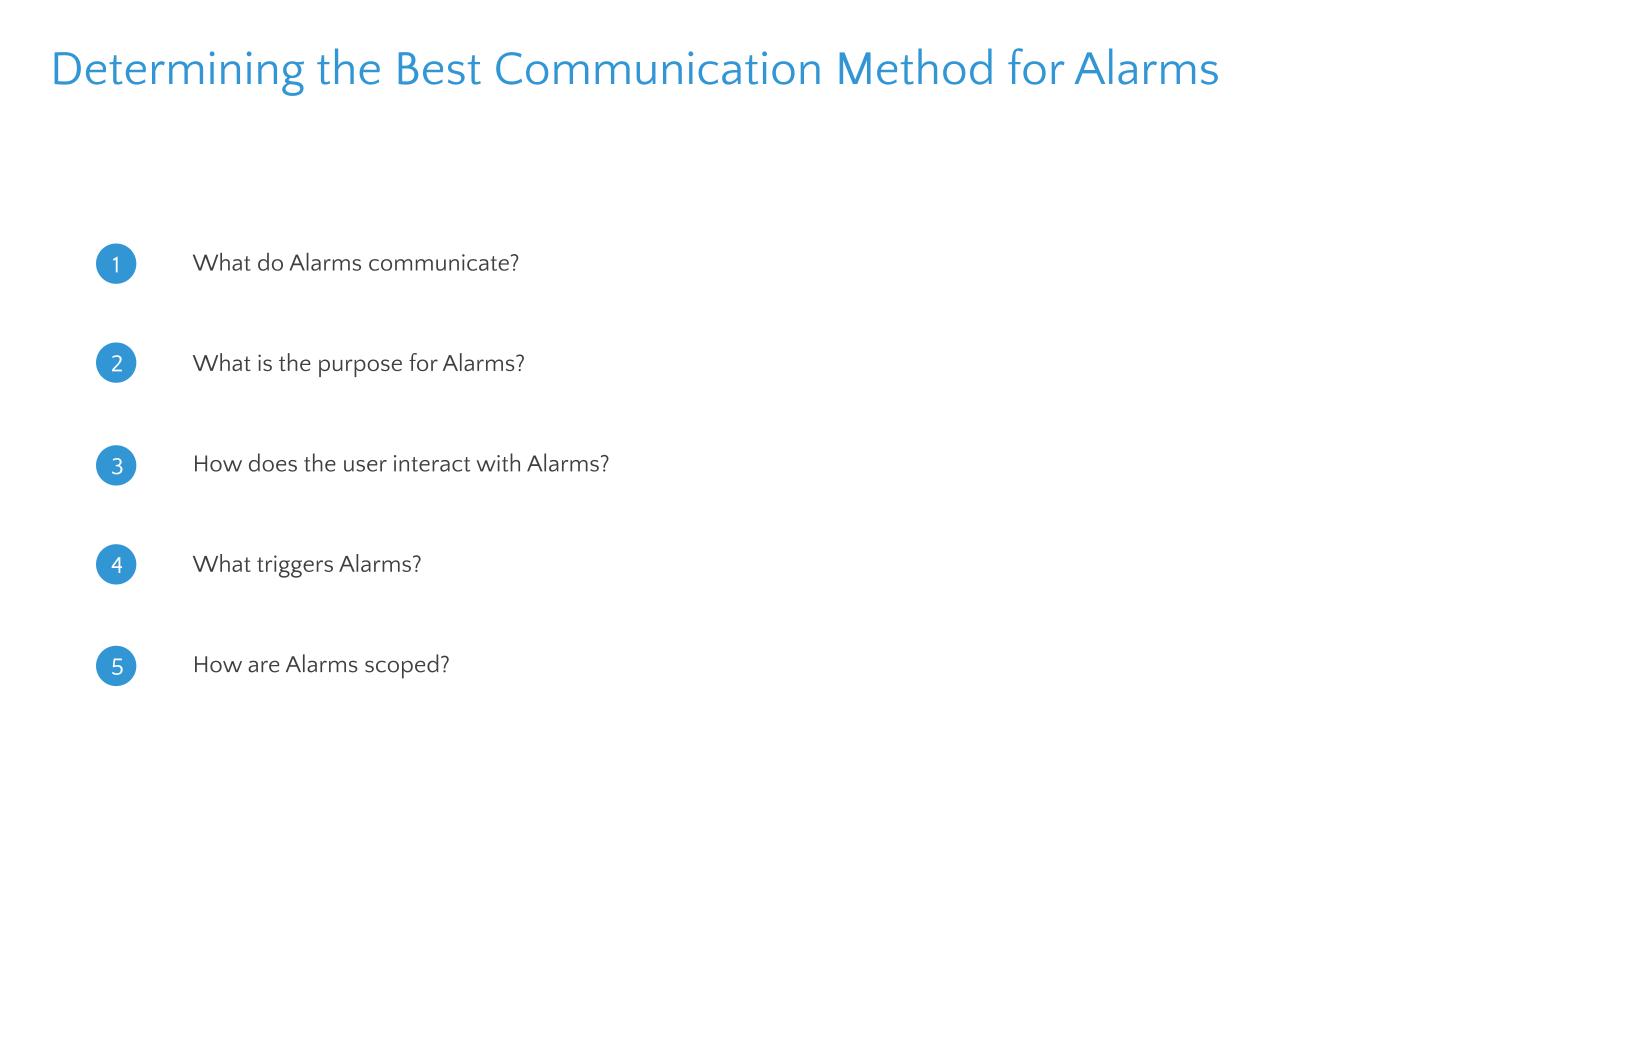 Determining the Best Communication Method for Alarms
1 What do Alarms communicate?
2 What is the purpose for Alarms?
3 How does the user interact with Alarms?
4 What triggers Alarms?
5 How are Alarms scoped?